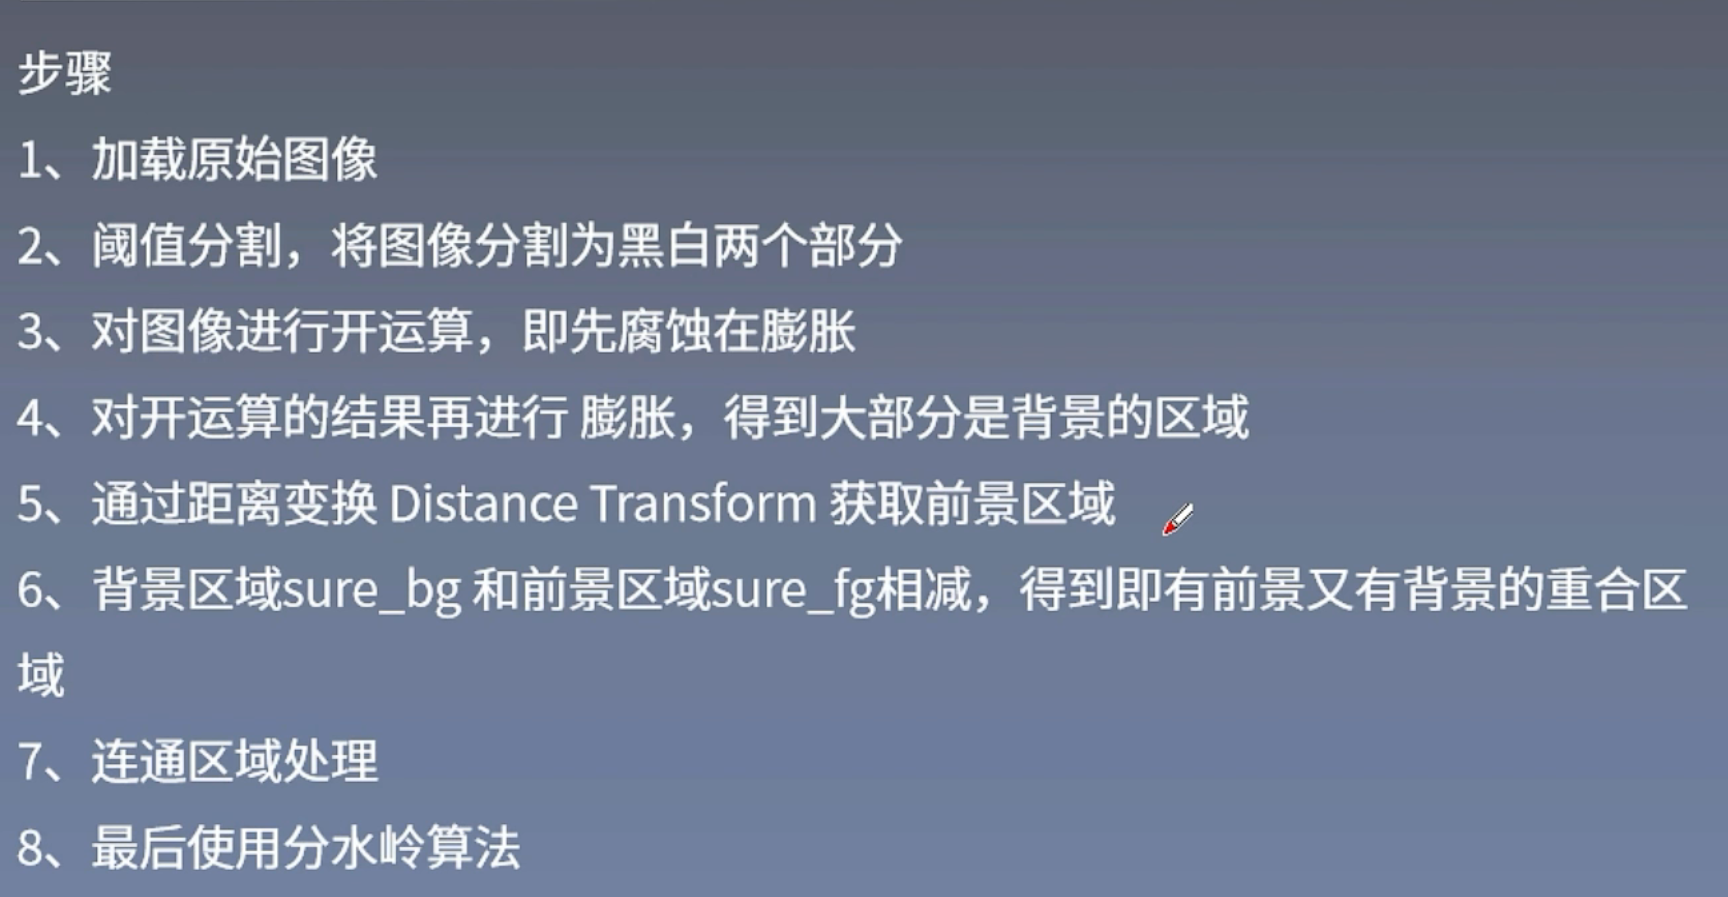 步骤
1、加载原始图像
2、阈值分割，将图像分割为黑白两个部分
3、对图像进行开运算，即先腐蚀在膨胀
4、对开运算的结果再进行 膨胀，得到大部分是背景的区域
5、通过距离变换 Distance Transform 获取前景区域
6、背景区域sure_bg 和前景区域sure_fg相减，得到即有前景又有背景的重合区
域
7、连通区域处理
8、最后使用分水岭算法